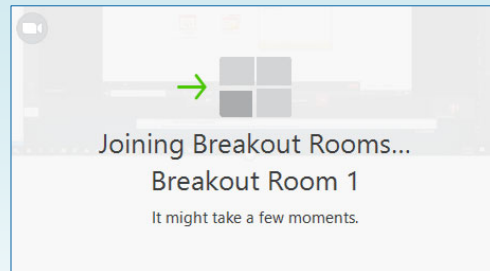 Joining Breakout Rooms...
Breakout Room 1
It might take a few moments.